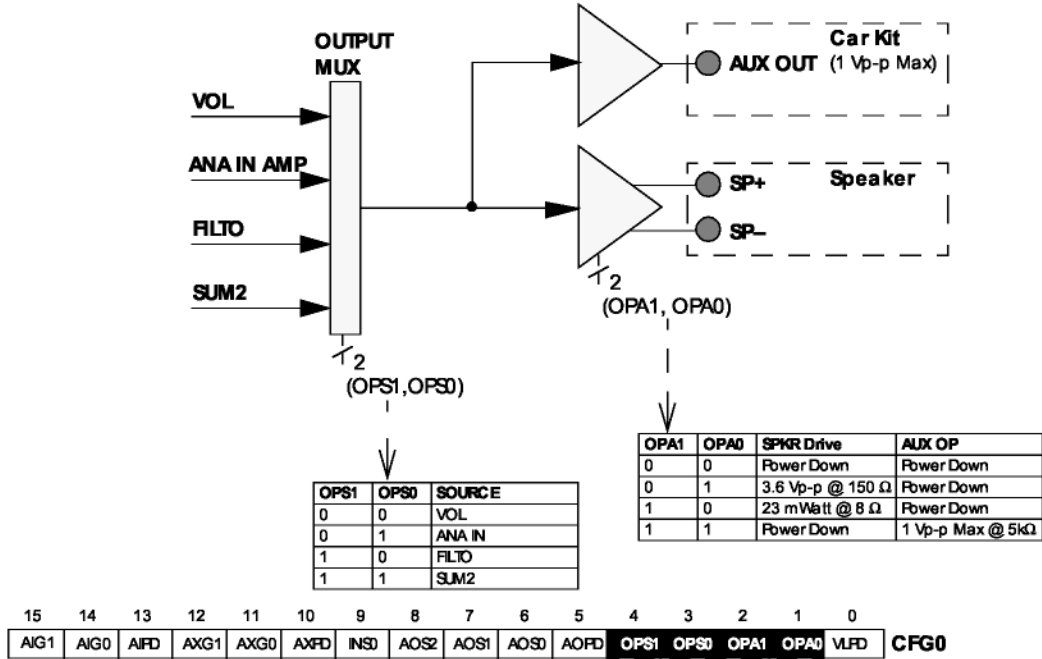 OUTPUT
MUX
VOL
ANA IN AMP
FILTO
SUM2
2
(OPS1,OPS0)
Car Kit
AUX OUT (1 Vp-p Max)
Speaker
SP+
SP–
2
(OPA1, OPA0)
OPA1 OPA0 SPKR Drive AUX OP
0 0 Power Down Power Down
0 1 3.6 Vp-p @ 150 Ω Power Down
1 0 23 mWatt @ 8 Ω Power Down
1 1 Power Down 1 Vp-p Max @ 5kΩ
OPS1 OPS0 SOURCE
0 0 VOL
0 1 ANA IN
1 0 FILTO
1 1 SUM2
15 14 13 12 11 10 9 8 7 6 5 4 3 2 1 0
AIG1 AIG0 AIPD AXG1 AXG0 AXPD INS0 AOS2 AOS1 AOS0 AOPD OPS1 OPS0 OPA1 OPA0 VLPD CFG0